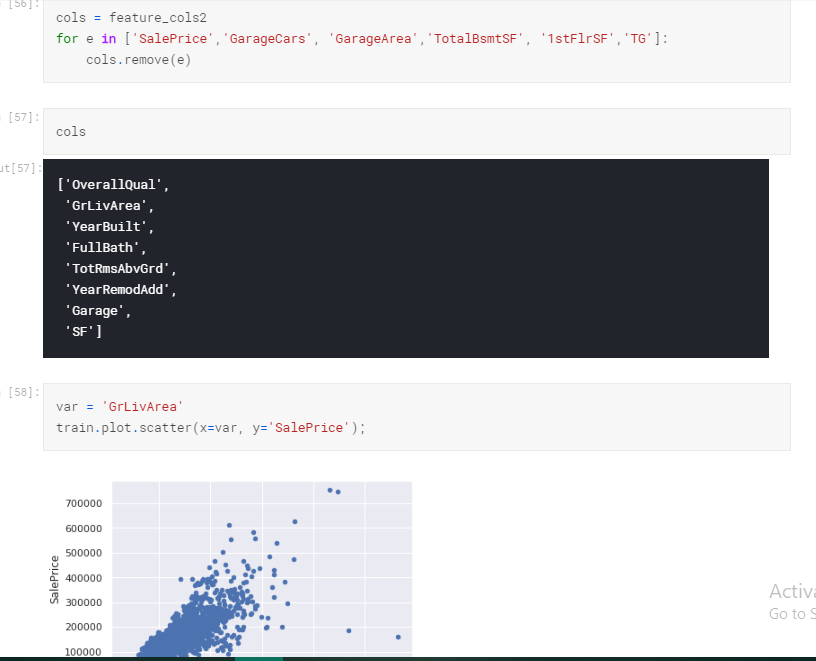 [56]:
cols = feature_cols2
for e in ['SalePrice','GarageCars', 'GarageArea','TotalBsmtSF', '1stFlrSF','TG']:
    cols.remove(e)
[57]:
cols
ut[57]:
['OverallQual',
 'GrLivArea',
 'YearBuilt',
 'FullBath',
 'TotRmsAbvGrd',
 'YearRemodAdd',
 'Garage',
 'SF']
[58]:
var = 'GrLivArea'
train.plot.scatter(x=var, y='SalePrice');
700000
600000
500000
400000
300000
200000
100000
SalePrice
Activa
Go to S